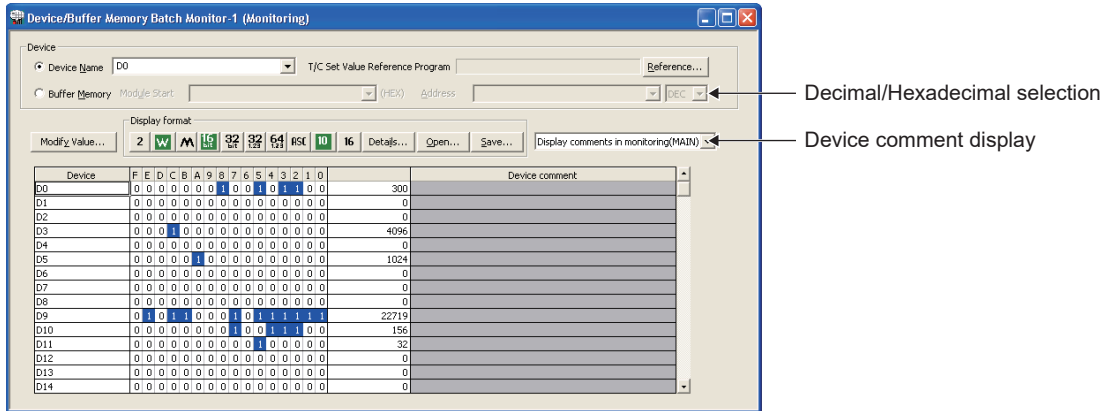 Device/Buffer Memory Batch Monitor-1 (Monitoring)
Device
Device Name D0 T/C Set Value Reference Program Reference...
Buffer Memory Module Start (HEX) Address DEC
Decimal/Hexadecimal selection
Display format
Modify Value... 2 W M 16 bit 32 bit 32 1.23 64 1.23 ASC 10 16 Details... Open... Save... Display comments in monitoring(MAIN)
Device comment display
Device F E D C B A 9 8 7 6 5 4 3 2 1 0 Device comment
D0 0 0 0 0 0 0 0 1 0 0 1 0 1 1 0 0 300
D1 0 0 0 0 0 0 0 0 0 0 0 0 0 0 0 0 0
D2 0 0 0 0 0 0 0 0 0 0 0 0 0 0 0 0 0
D3 0 0 0 1 0 0 0 0 0 0 0 0 0 0 0 0 4096
D4 0 0 0 0 0 0 0 0 0 0 0 0 0 0 0 0 0
D5 0 0 0 0 0 1 0 0 0 0 0 0 0 0 0 0 1024
D6 0 0 0 0 0 0 0 0 0 0 0 0 0 0 0 0 0
D7 0 0 0 0 0 0 0 0 0 0 0 0 0 0 0 0 0
D8 0 0 0 0 0 0 0 0 0 0 0 0 0 0 0 0 0
D9 0 1 0 1 1 0 0 0 1 0 1 1 1 1 1 1 22719
D10 0 0 0 0 0 0 0 0 1 0 0 1 1 1 0 0 156
D11 0 0 0 0 0 0 0 0 0 0 1 0 0 0 0 0 32
D12 0 0 0 0 0 0 0 0 0 0 0 0 0 0 0 0 0
D13 0 0 0 0 0 0 0 0 0 0 0 0 0 0 0 0 0
D14 0 0 0 0 0 0 0 0 0 0 0 0 0 0 0 0 0